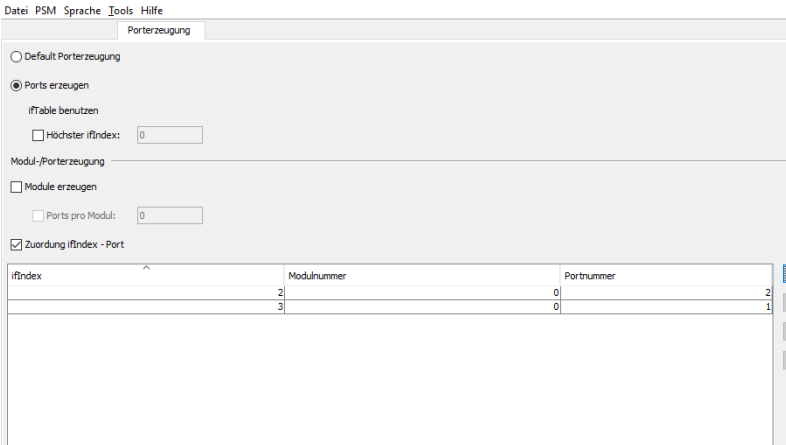 Datei PSM Sprache Tools Hilfe
Porterzeugung
Default Porterzeugung
Ports erzeugen
ifTable benutzen
Höchster ifIndex: 0
Modul-/Porterzeugung
Module erzeugen
Ports pro Modul: 0
Zuordung ifIndex - Port
ifIndex Modulnummer Portnummer
2 0 2
3 0 1